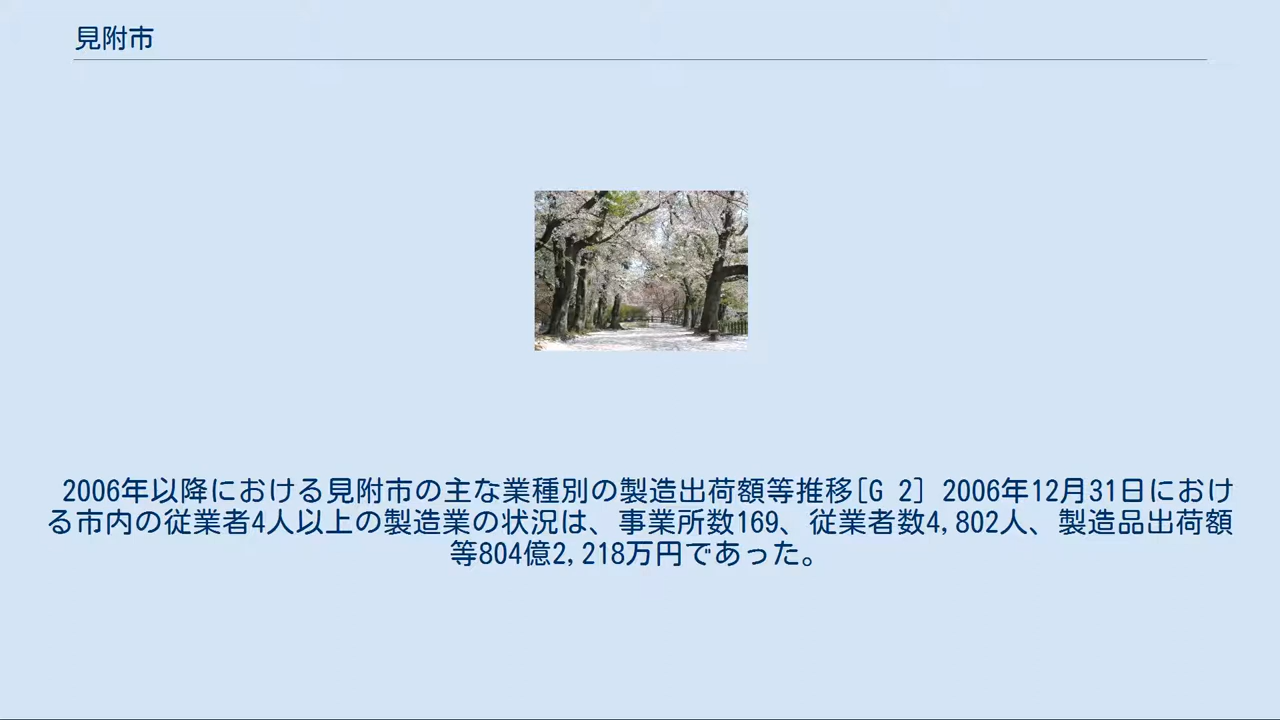 見附市
2006年以降における見附市の主な業種別の製造出荷額等推移[G 2] 2006年12月31日におけ
る市内の従業者4人以上の製造業の状況は、事業所数169、従業者数4,802人、製造品出荷額
等804億2,218万円であった。